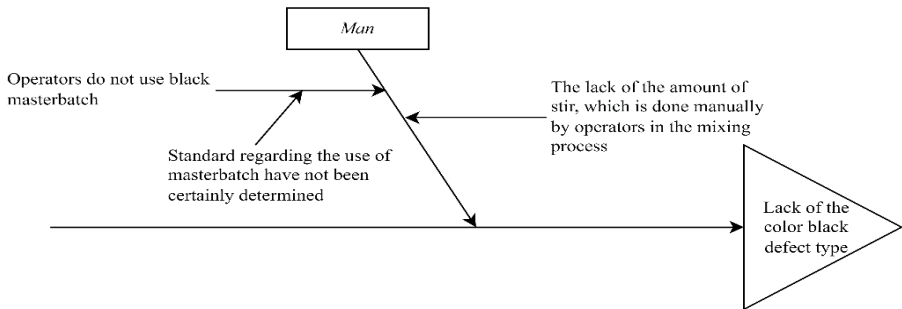 Man
Operators do not use black
masterbatch
The lack of the amount of
stir, which is done manually
by operators in the mixing
process
Standard regarding the use of
masterbatch have not been
certainly determined
Lack of the
color black
defect type